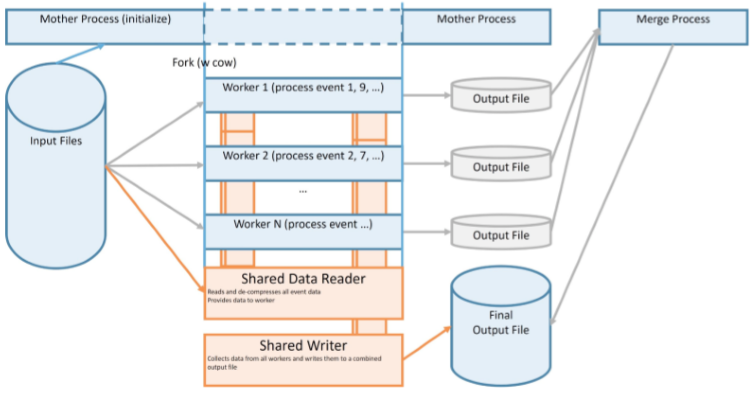 Mother Process (initialize)
Mother Process
Merge Process
Fork (w cow)
Input Files
Worker 1 (process event 1, 9, ...)
Output File
Worker 2 (process event 2, 7, ...)
Output File
...
Worker N (process event ...)
Output File
Shared Data Reader
Reads and de-compresses all event data
Provides data to worker
Final
Output File
Shared Writer
Collects data from all workers and writes them to a combined
output file